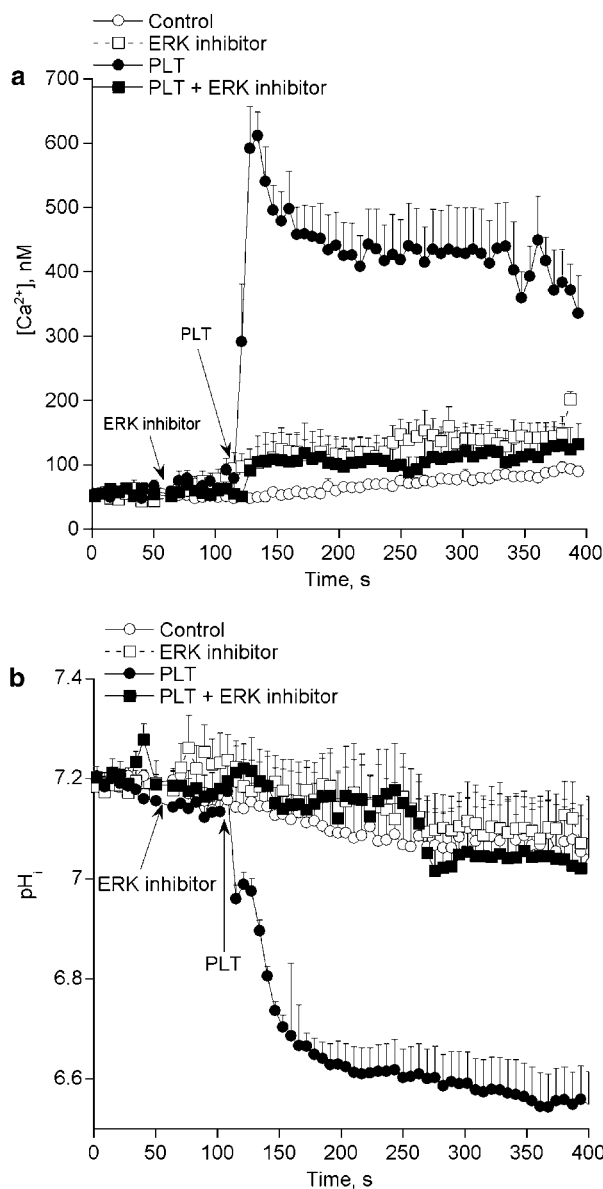 Control
ERK inhibitor
PLT
PLT + ERK inhibitor
a
700
600
500
400
300
200
100
0
[Ca²⁺], nM
PLT
ERK inhibitor
0 50 100 150 200 250 300 350 400
Time, s
Control
ERK inhibitor
PLT
PLT + ERK inhibitor
b
7.4
7.2
7
6.8
6.6
pHᵢ
ERK inhibitor
PLT
0 50 100 150 200 250 300 350 400
Time, s